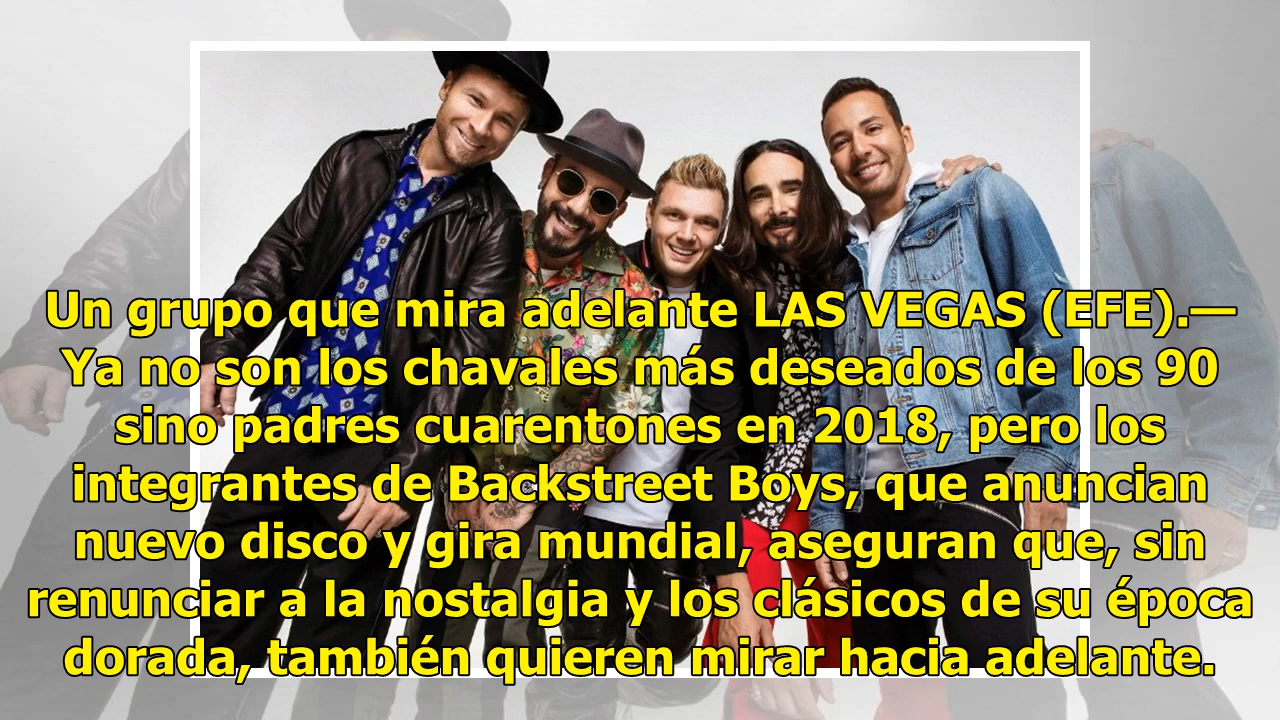 Un grupo que mira adelante LAS VEGAS (EFE).—
Ya no son los chavales más deseados de los 90
sino padres cuarentones en 2018, pero los
integrantes de Backstreet Boys, que anuncian
nuevo disco y gira mundial, aseguran que, sin
renunciar a la nostalgia y los clásicos de su época
dorada, también quieren mirar hacia adelante.